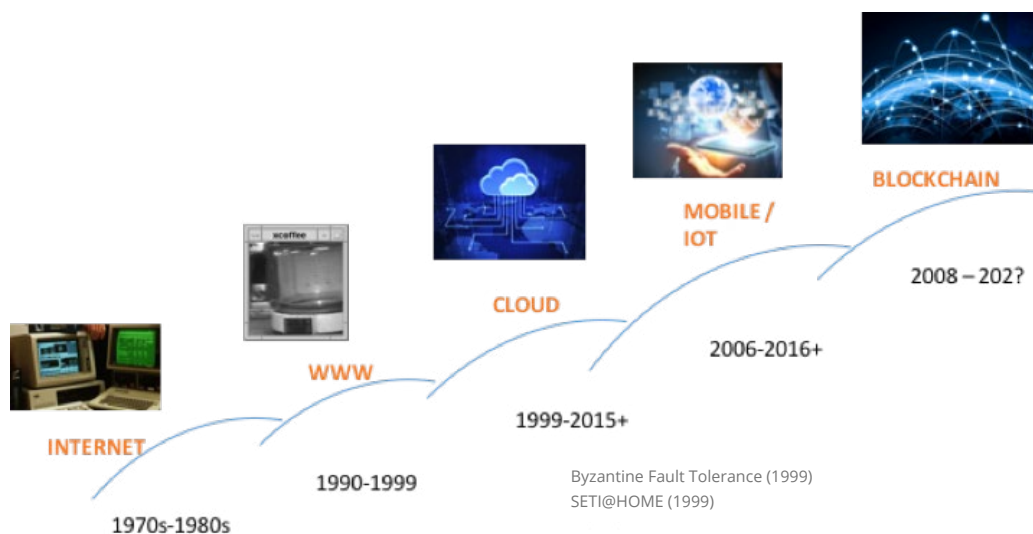 BLOCKCHAIN
MOBILE /
IOT
2008 – 202?
xcoffee
CLOUD
2006-2016+
WWW
1999-2015+
INTERNET
1990-1999
Byzantine Fault Tolerance (1999)
SETI@HOME (1999)
1970s-1980s